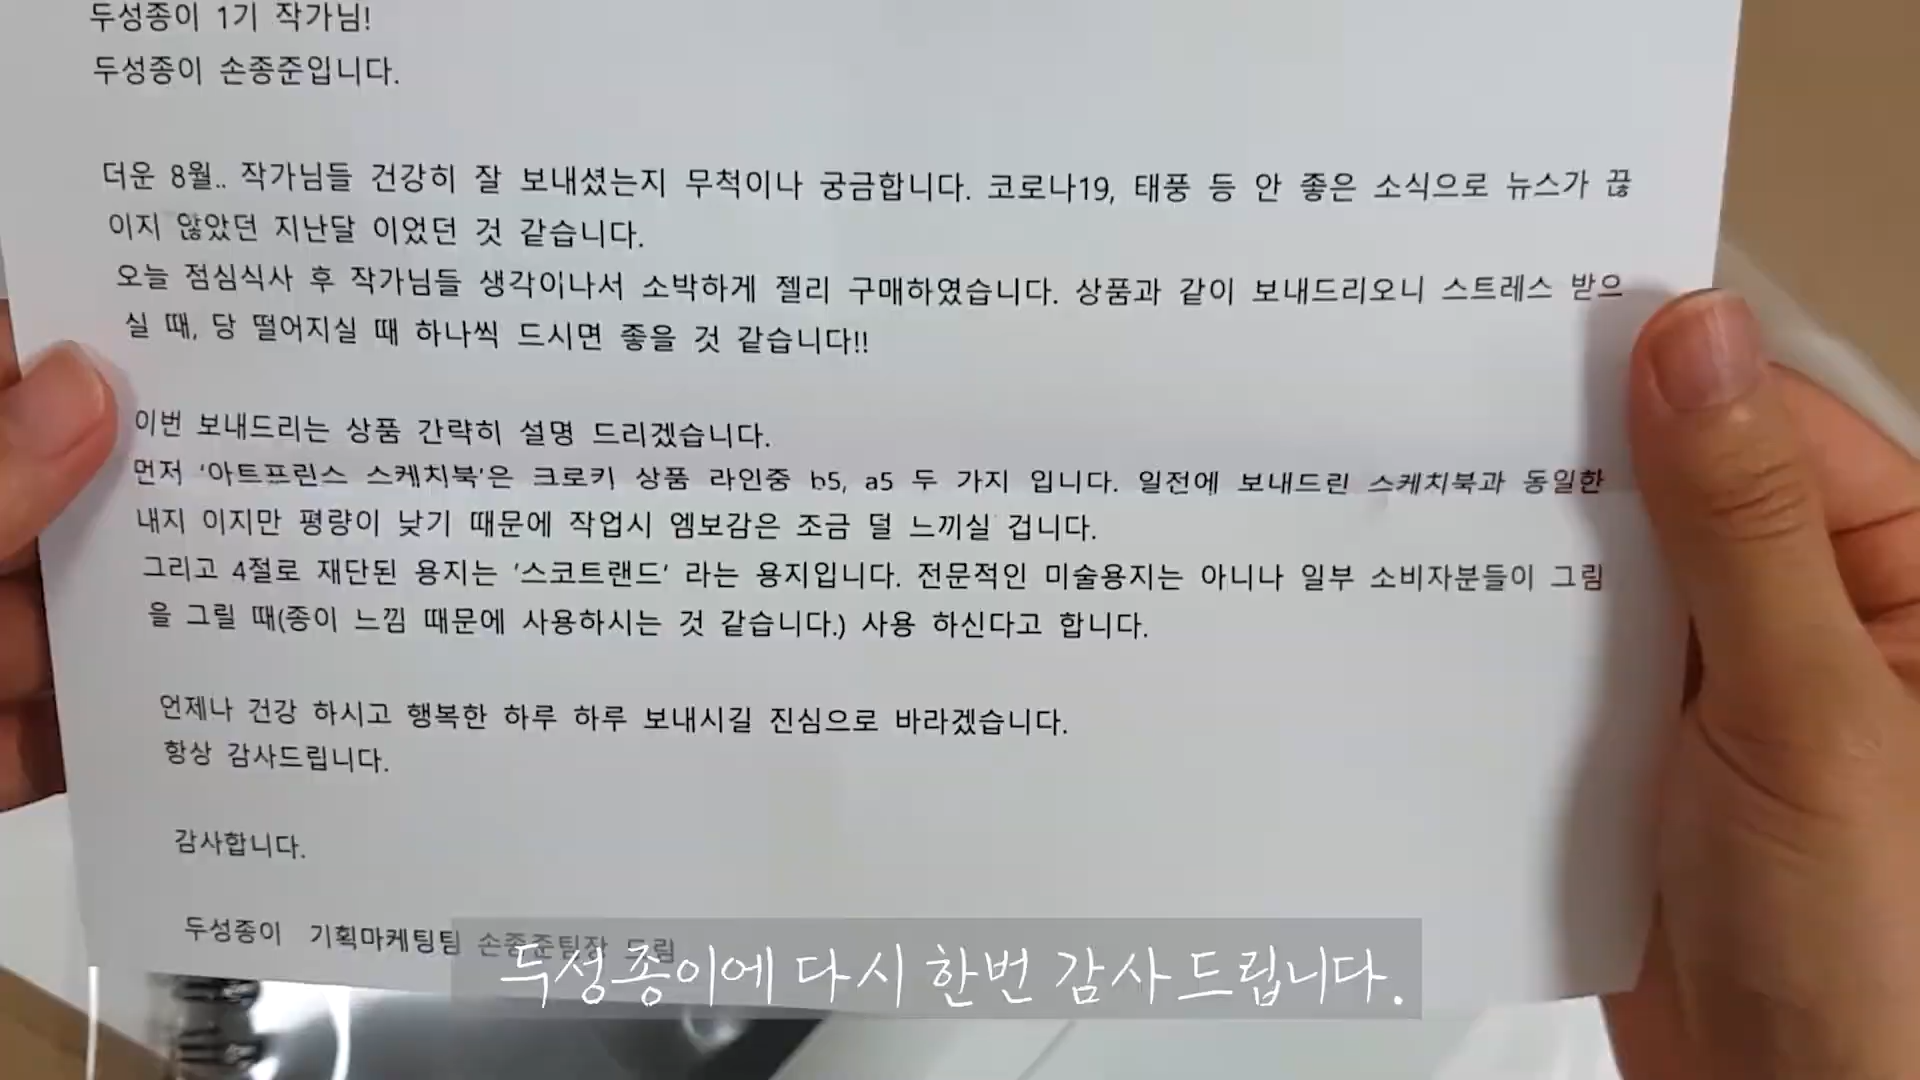 두성종이 1기 작가님!
두성종이 손종준입니다.
더운 8월.. 작가님들 건강히 잘 보내셨는지 무척이나 궁금합니다. 코로나19, 태풍 등 안 좋은 소식으로 뉴스가 끊
이지 않았던 지난달 이었던 것 같습니다.
오늘 점심식사 후 작가님들 생각이나서 소박하게 젤리 구매하였습니다. 상품과 같이 보내드리오니 스트레스 받으
실 때, 당 떨어지실 때 하나씩 드시면 좋을 것 같습니다!!
이번 보내드리는 상품 간략히 설명 드리겠습니다.
먼저 '아트프린스 스케치북'은 크로키 상품 라인중 b5, a5 두 가지 입니다. 일전에 보내드린 스케치북과 동일한
내지 이지만 평량이 낮기 때문에 작업시 엠보감은 조금 덜 느끼실 겁니다.
그리고 4절로 재단된 용지는 '스코트랜드' 라는 용지입니다. 전문적인 미술용지는 아니나 일부 소비자분들이 그림
을 그릴 때(종이 느낌 때문에 사용하시는 것 같습니다.) 사용 하신다고 합니다.
언제나 건강 하시고 행복한 하루 하루 보내시길 진심으로 바라겠습니다.
항상 감사드립니다.
감사합니다.
두성종이 기획마케팅팀 손종준팀장 드림
두성종이에 다시 한번 감사드립니다.